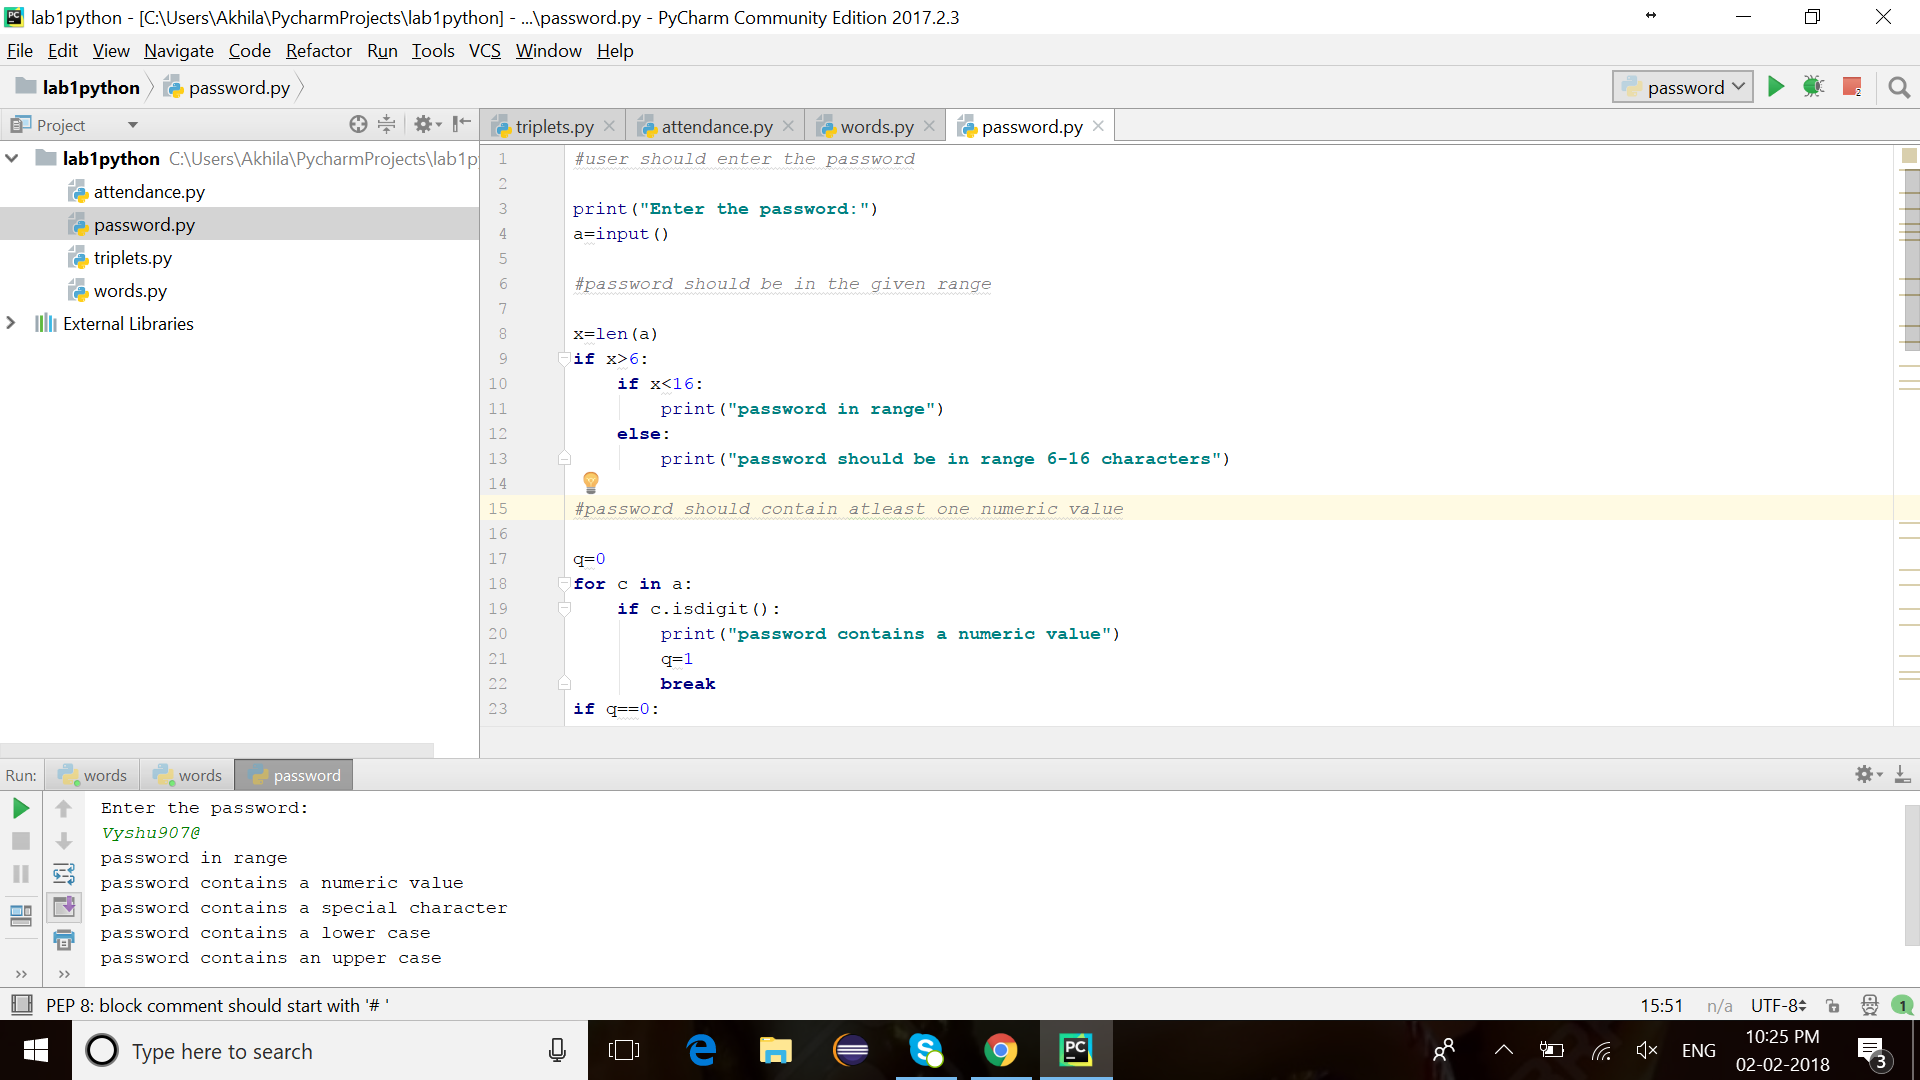 lab1python - [C:\Users\Akhila\PycharmProjects\lab1python] - ...\password.py - PyCharm Community Edition 2017.2.3
File Edit View Navigate Code Refactor Run Tools VCS Window Help
lab1python password.py password
Project
triplets.py attendance.py words.py password.py
lab1python C:\Users\Akhila\PycharmProjects\lab1p
attendance.py
password.py
triplets.py
words.py
External Libraries
1 #user should enter the password
2
3 print("Enter the password:")
4 a=input()
5
6 #password should be in the given range
7
8 x=len(a)
9 if x>6:
10 if x<16:
11 print("password in range")
12 else:
13 print("password should be in range 6-16 characters")
14
15 #password should contain atleast one numeric value
16
17 q=0
18 for c in a:
19 if c.isdigit():
20 print("password contains a numeric value")
21 q=1
22 break
23 if q==0:
Run: words words password
Enter the password:
Vyshu907@
password in range
password contains a numeric value
password contains a special character
password contains a lower case
password contains an upper case
PEP 8: block comment should start with '# '
15:51 n/a UTF-8 1
Type here to search
ENG
10:25 PM
02-02-2018
3